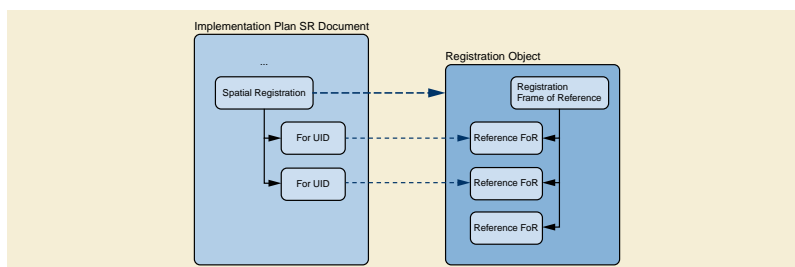 Implementation Plan SR Document
...
Spatial Registration
For UID
For UID
Registration Object
Registration
Frame of Reference
Reference FoR
Reference FoR
Reference FoR